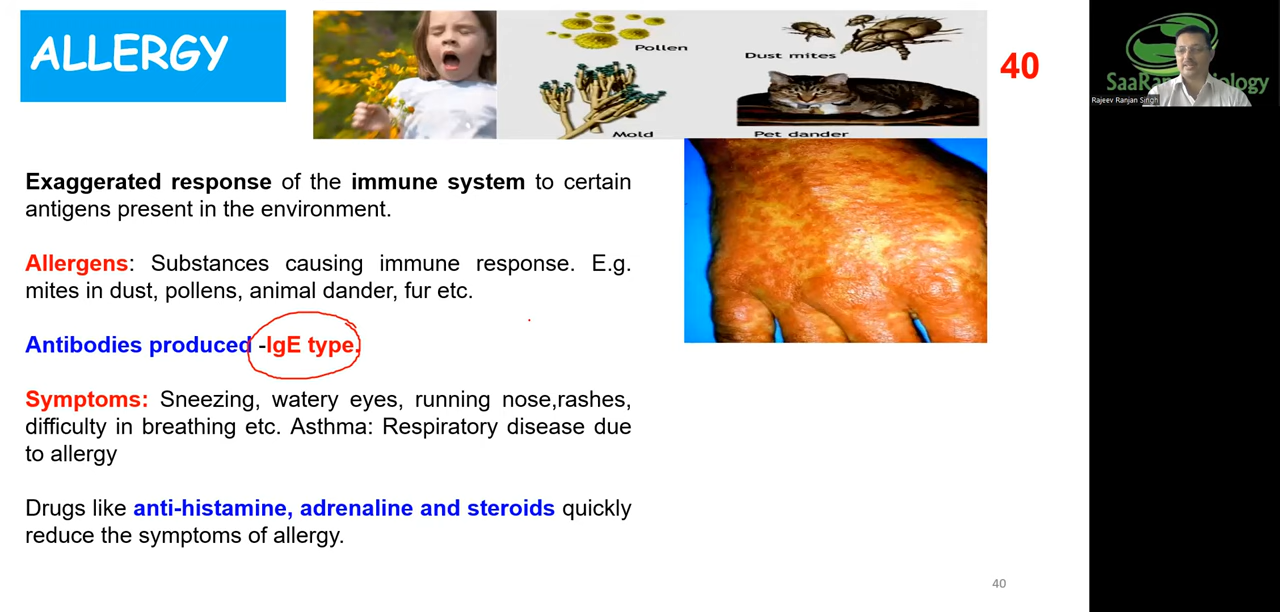 ALLERGY
Pollen
Dust mites
Mold
Pet dander
40
Rajeev Ranjan Singh
Exaggerated response of the immune system to certain
antigens present in the environment.
Allergens: Substances causing immune response. E.g.
mites in dust, pollens, animal dander, fur etc.
Antibodies produced -IgE type.
Symptoms: Sneezing, watery eyes, running nose,rashes,
difficulty in breathing etc. Asthma: Respiratory disease due
to allergy
Drugs like anti-histamine, adrenaline and steroids quickly
reduce the symptoms of allergy.
40